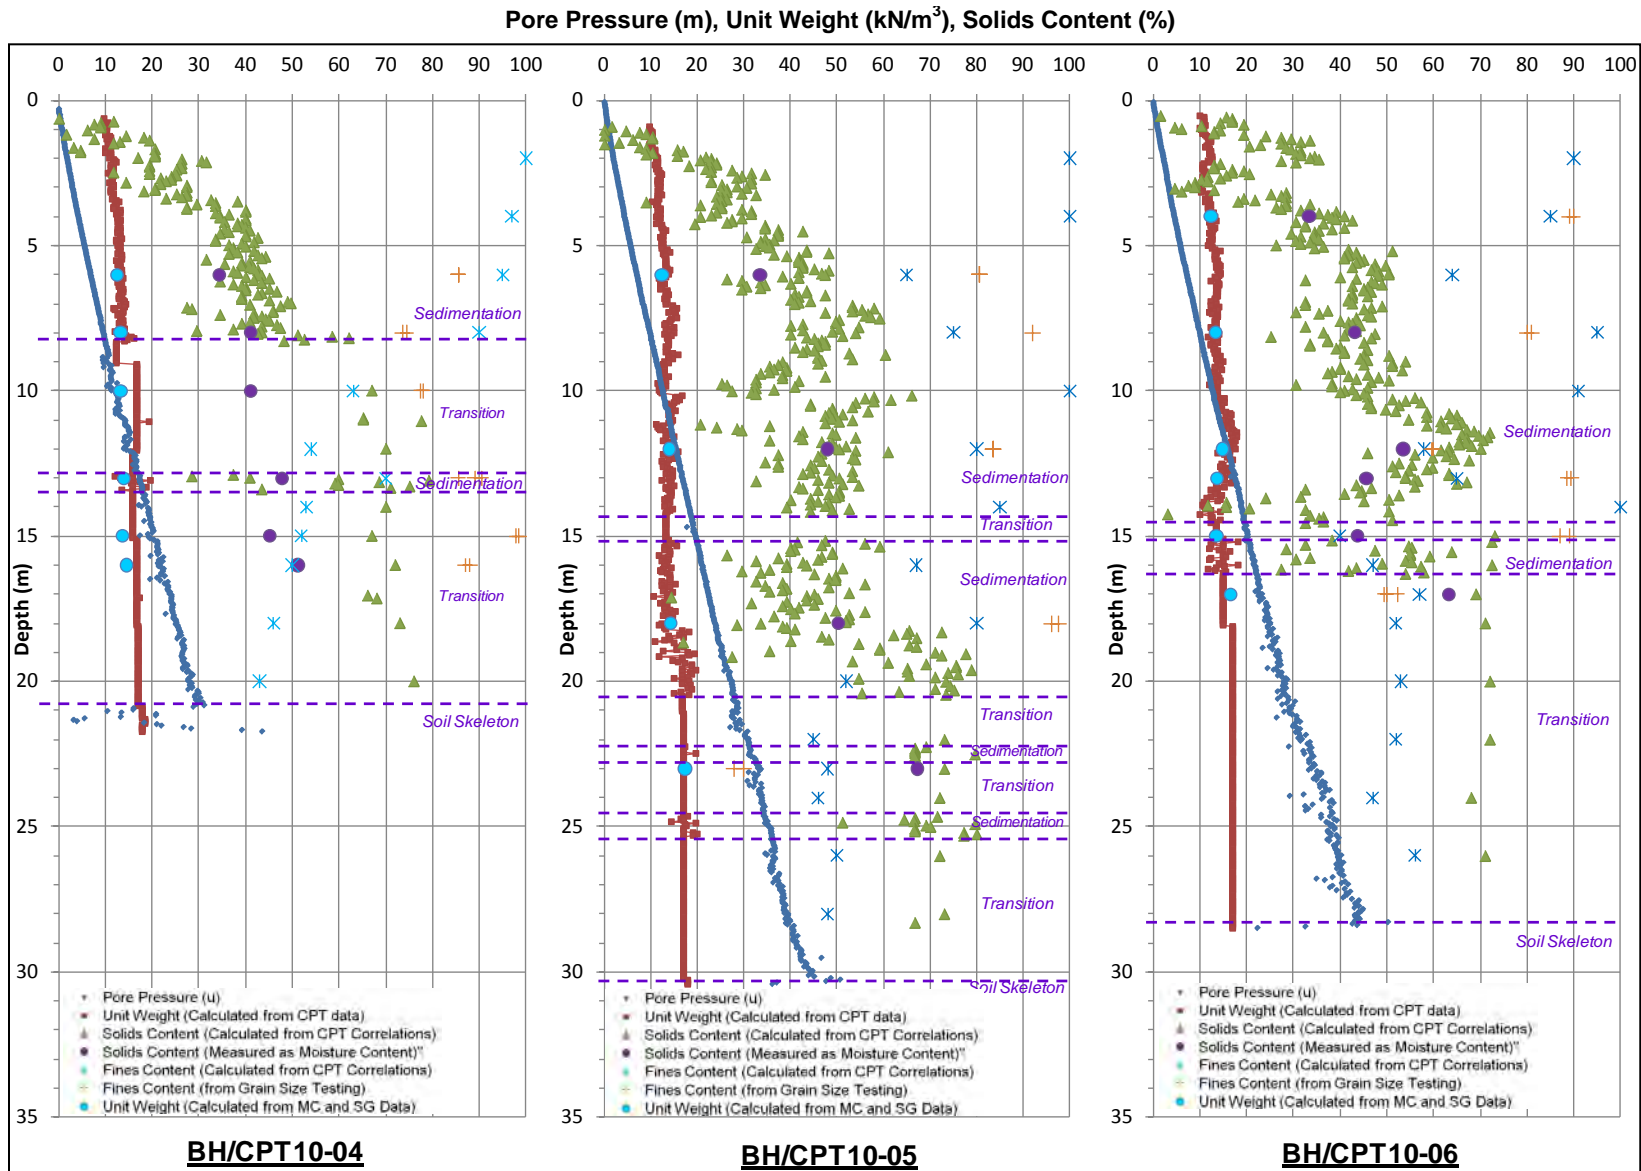 Pore Pressure (m), Unit Weight (kN/m³), Solids Content (%)
0 10 20 30 40 50 60 70 80 90 100
0
5
10
15
20
25
30
35
Depth (m)
Sedimentation
Transition
Sedimentation
Transition
Soil Skeleton
Pore Pressure (u)
Unit Weight (Calculated from CPT data)
Solids Content (Calculated from CPT Correlations)
Solids Content (Measured as Moisture Content)"
Fines Content (Calculated from CPT Correlations)
Fines Content (from Grain Size Testing)
Unit Weight (Calculated from MC and SG Data)
BH/CPT10-04
0 10 20 30 40 50 60 70 80 90 100
0
5
10
15
20
25
30
35
Depth (m)
Sedimentation
Transition
Sedimentation
Transition
Sedimentation
Transition
Sedimentation
Transition
Soil Skeleton
Pore Pressure (u)
Unit Weight (Calculated from CPT data)
Solids Content (Calculated from CPT Correlations)
Solids Content (Measured as Moisture Content)"
Fines Content (Calculated from CPT Correlations)
Fines Content (from Grain Size Testing)
Unit Weight (Calculated from MC and SG Data)
BH/CPT10-05
0 10 20 30 40 50 60 70 80 90 100
0
5
10
15
20
25
30
35
Depth (m)
Sedimentation
Sedimentation
Transition
Soil Skeleton
Pore Pressure (u)
Unit Weight (Calculated from CPT data)
Solids Content (Calculated from CPT Correlations)
Solids Content (Measured as Moisture Content)"
Fines Content (Calculated from CPT Correlations)
Fines Content (from Grain Size Testing)
Unit Weight (Calculated from MC and SG Data)
BH/CPT10-06